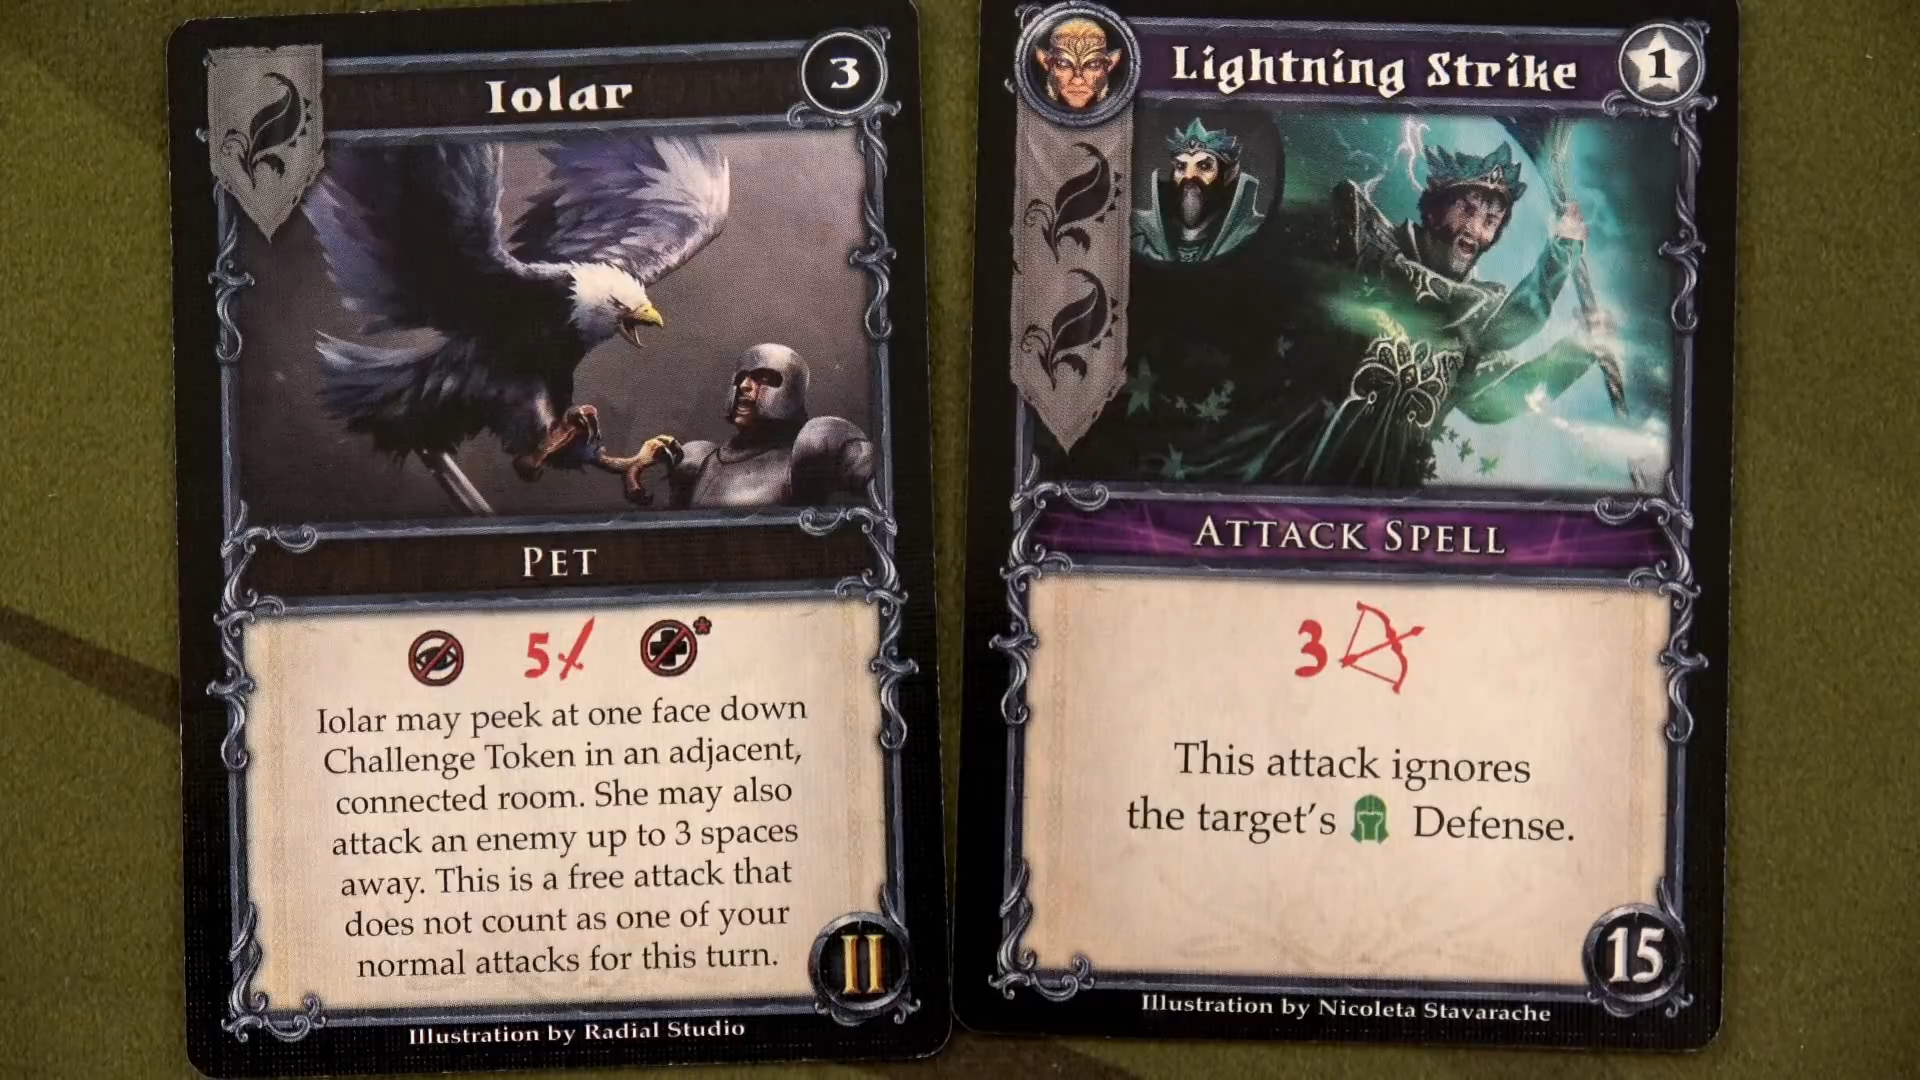 Iolar
3
PET
5
Iolar may peek at one face down
Challenge Token in an adjacent,
connected room. She may also
attack an enemy up to 3 spaces
away. This is a free attack that
does not count as one of your
normal attacks for this turn.
II
Illustration by Radial Studio
Lightning Strike
1
ATTACK SPELL
3
This attack ignores
the target's Defense.
15
Illustration by Nicoleta Stavarache